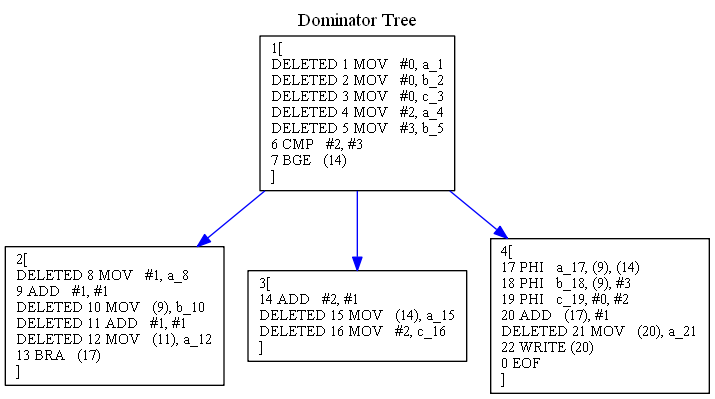 Dominator Tree
1[
DELETED 1 MOV #0, a_1
DELETED 2 MOV #0, b_2
DELETED 3 MOV #0, c_3
DELETED 4 MOV #2, a_4
DELETED 5 MOV #3, b_5
6 CMP #2, #3
7 BGE (14)
]
2[
DELETED 8 MOV #1, a_8
9 ADD #1, #1
DELETED 10 MOV (9), b_10
DELETED 11 ADD #1, #1
DELETED 12 MOV (11), a_12
13 BRA (17)
]
3[
14 ADD #2, #1
DELETED 15 MOV (14), a_15
DELETED 16 MOV #2, c_16
]
4[
17 PHI a_17, (9), (14)
18 PHI b_18, (9), #3
19 PHI c_19, #0, #2
20 ADD (17), #1
DELETED 21 MOV (20), a_21
22 WRITE (20)
0 EOF
]